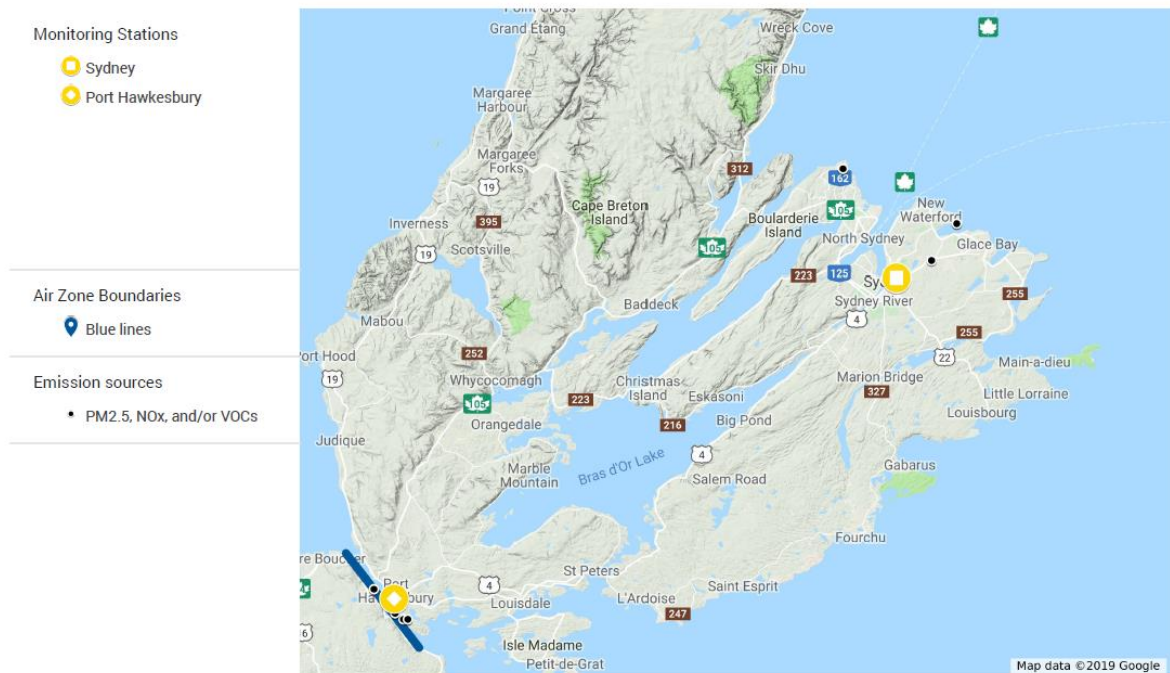 Monitoring Stations
Sydney
Port Hawkesbury
Air Zone Boundaries
Blue lines
Emission sources
PM2.5, NOx, and/or VOCs
Grand Étang
Wreck Cove
Skir Dhu
Margaree
Harbour
Margaree
Forks
312
162
19
Cape Breton
Island
105
New
Waterford
Inverness
395
Boularderie
Island
North Sydney
Glace Bay
19
Scotsville
105
223
125
Sydney River
255
Baddeck
4
Mabou
255
252
22
Main-a-dieu
19
Whycocomagh
Christmas
Island
Eskasoni
Marion Bridge
Little Lorraine
105
223
327
Louisbourg
Orangedale
216
Big Pond
Judique
Bras d'Or Lake
4
Gabarus
Marble
Mountain
Salem Road
Fourchu
St Peters
4
Saint Esprit
Louisdale
L'Ardoise
247
Isle Madame
Petit-de-Grat
Map data ©2019 Google